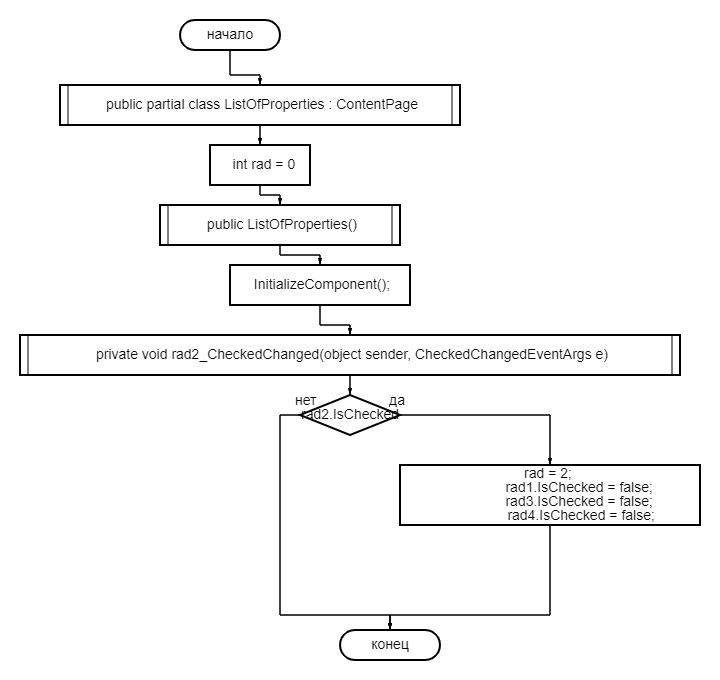 начало
public partial class ListOfProperties : ContentPage
int rad = 0
public ListOfProperties()
InitializeComponent();
private void rad2_CheckedChanged(object sender, CheckedChangedEventArgs e)
нет
да
rad2.IsChecked
rad = 2;
rad1.IsChecked = false;
rad3.IsChecked = false;
rad4.IsChecked = false;
конец